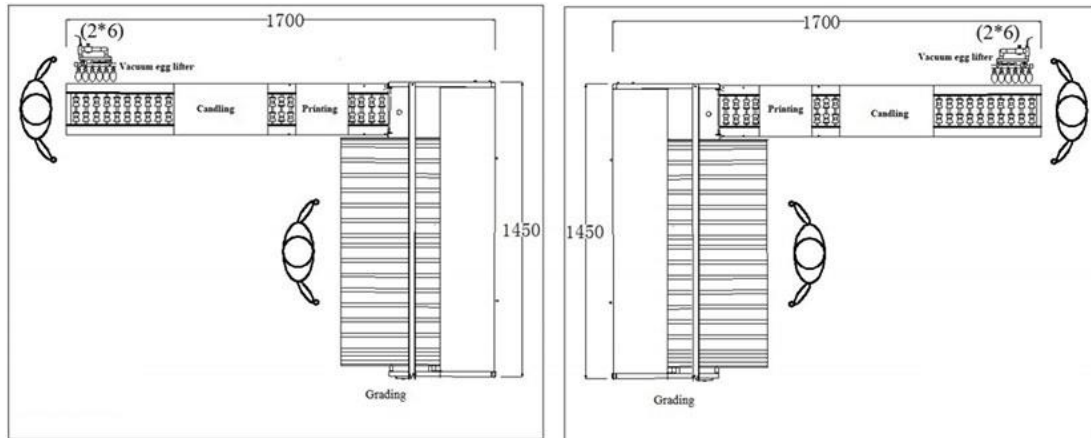 1700
(2*6)
Vacuum egg lifter
Candling
Printing
1450
Grading
1700
(2*6)
Vacuum egg lifter
Printing
Candling
1450
Grading